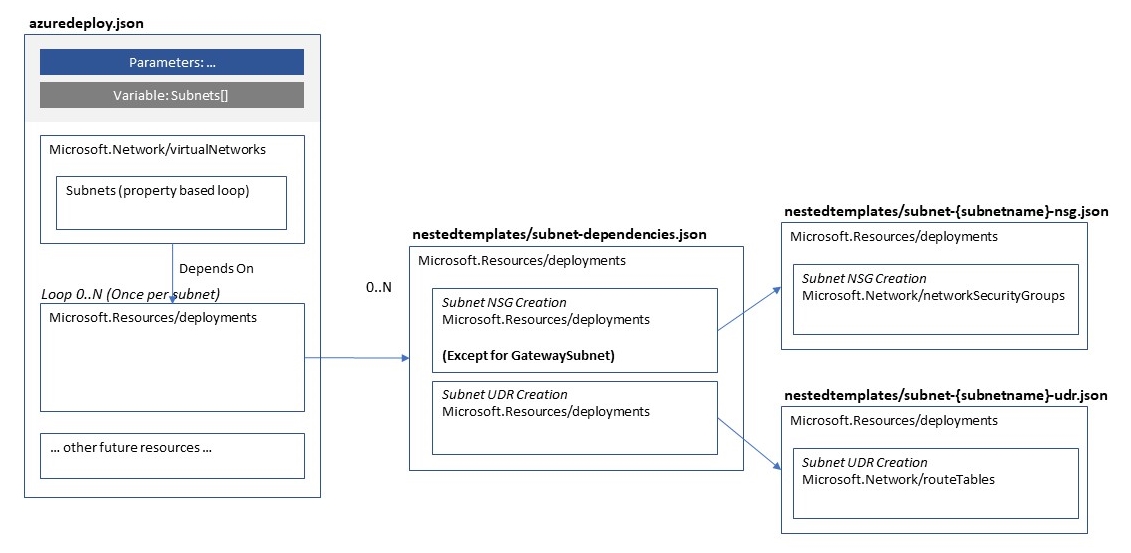 azuredeploy.json
Parameters: ...
Variable: Subnets[]
Microsoft.Network/virtualNetworks
Subnets (property based loop)
Depends On
Loop 0..N (Once per subnet)
Microsoft.Resources/deployments
... other future resources ...
0..N
nestedtemplates/subnet-dependencies.json
Microsoft.Resources/deployments
Subnet NSG Creation
Microsoft.Resources/deployments
(Except for GatewaySubnet)
Subnet UDR Creation
Microsoft.Resources/deployments
nestedtemplates/subnet-{subnetname}-nsg.json
Microsoft.Resources/deployments
Subnet NSG Creation
Microsoft.Network/networkSecurityGroups
nestedtemplates/subnet-{subnetname}-udr.json
Microsoft.Resources/deployments
Subnet UDR Creation
Microsoft.Network/routeTables